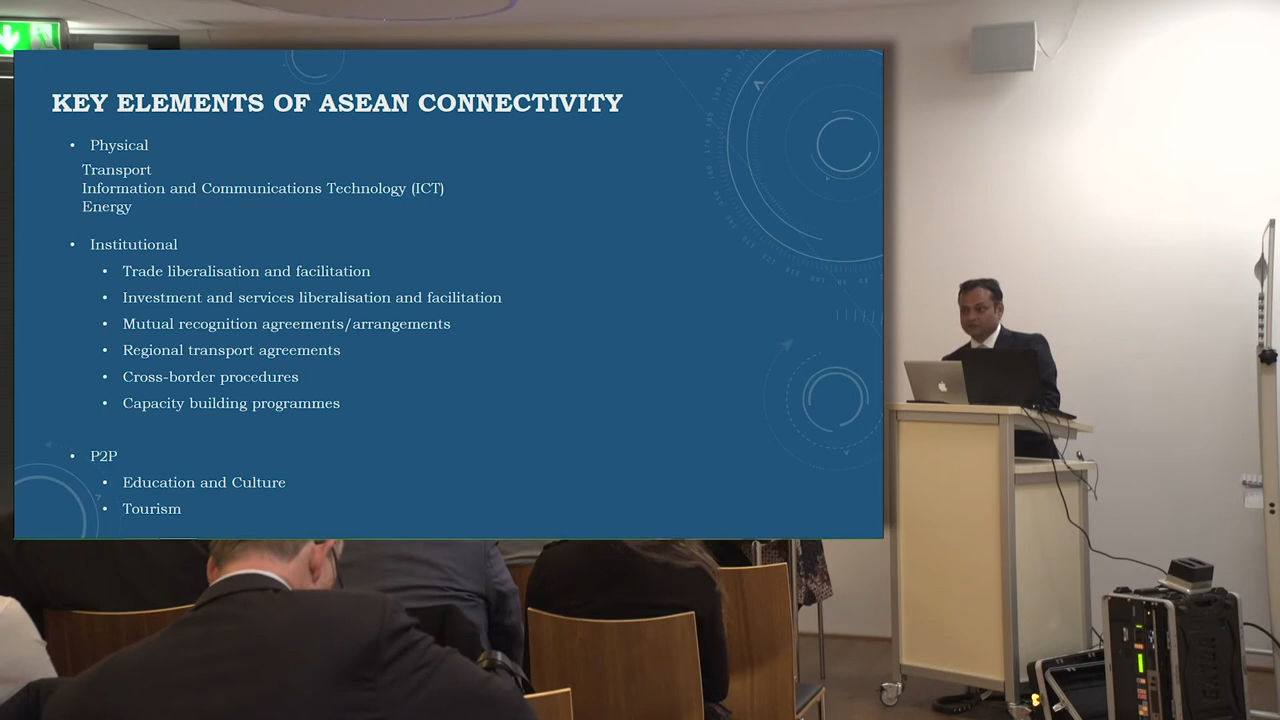 KEY ELEMENTS OF ASEAN CONNECTIVITY
• Physical
Transport
Information and Communications Technology (ICT)
Energy
• Institutional
• Trade liberalisation and facilitation
• Investment and services liberalisation and facilitation
• Mutual recognition agreements/arrangements
• Regional transport agreements
• Cross-border procedures
• Capacity building programmes
• P2P
• Education and Culture
• Tourism